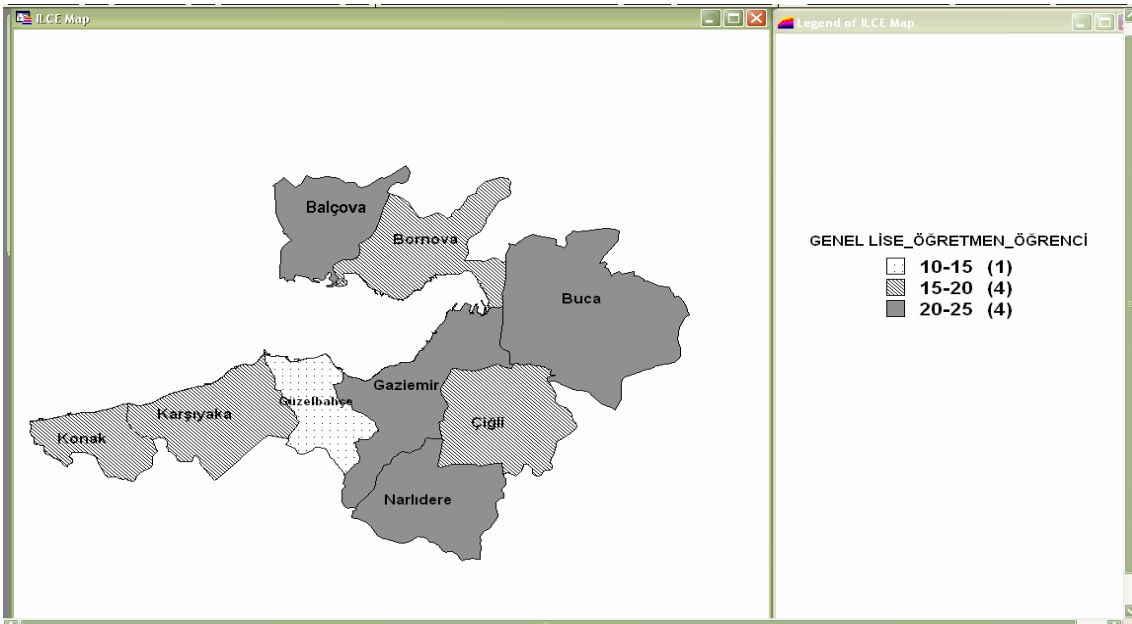 ILCE Map
Legend of ILCE Map
Balçova
Bornova
Buca
Gaziemir
Güzelbahçe
Karşıyaka
Çiğli
Konak
Narlıdere
GENEL LİSE_ÖĞRETMEN_ÖĞRENCİ
10-15 (1)
15-20 (4)
20-25 (4)